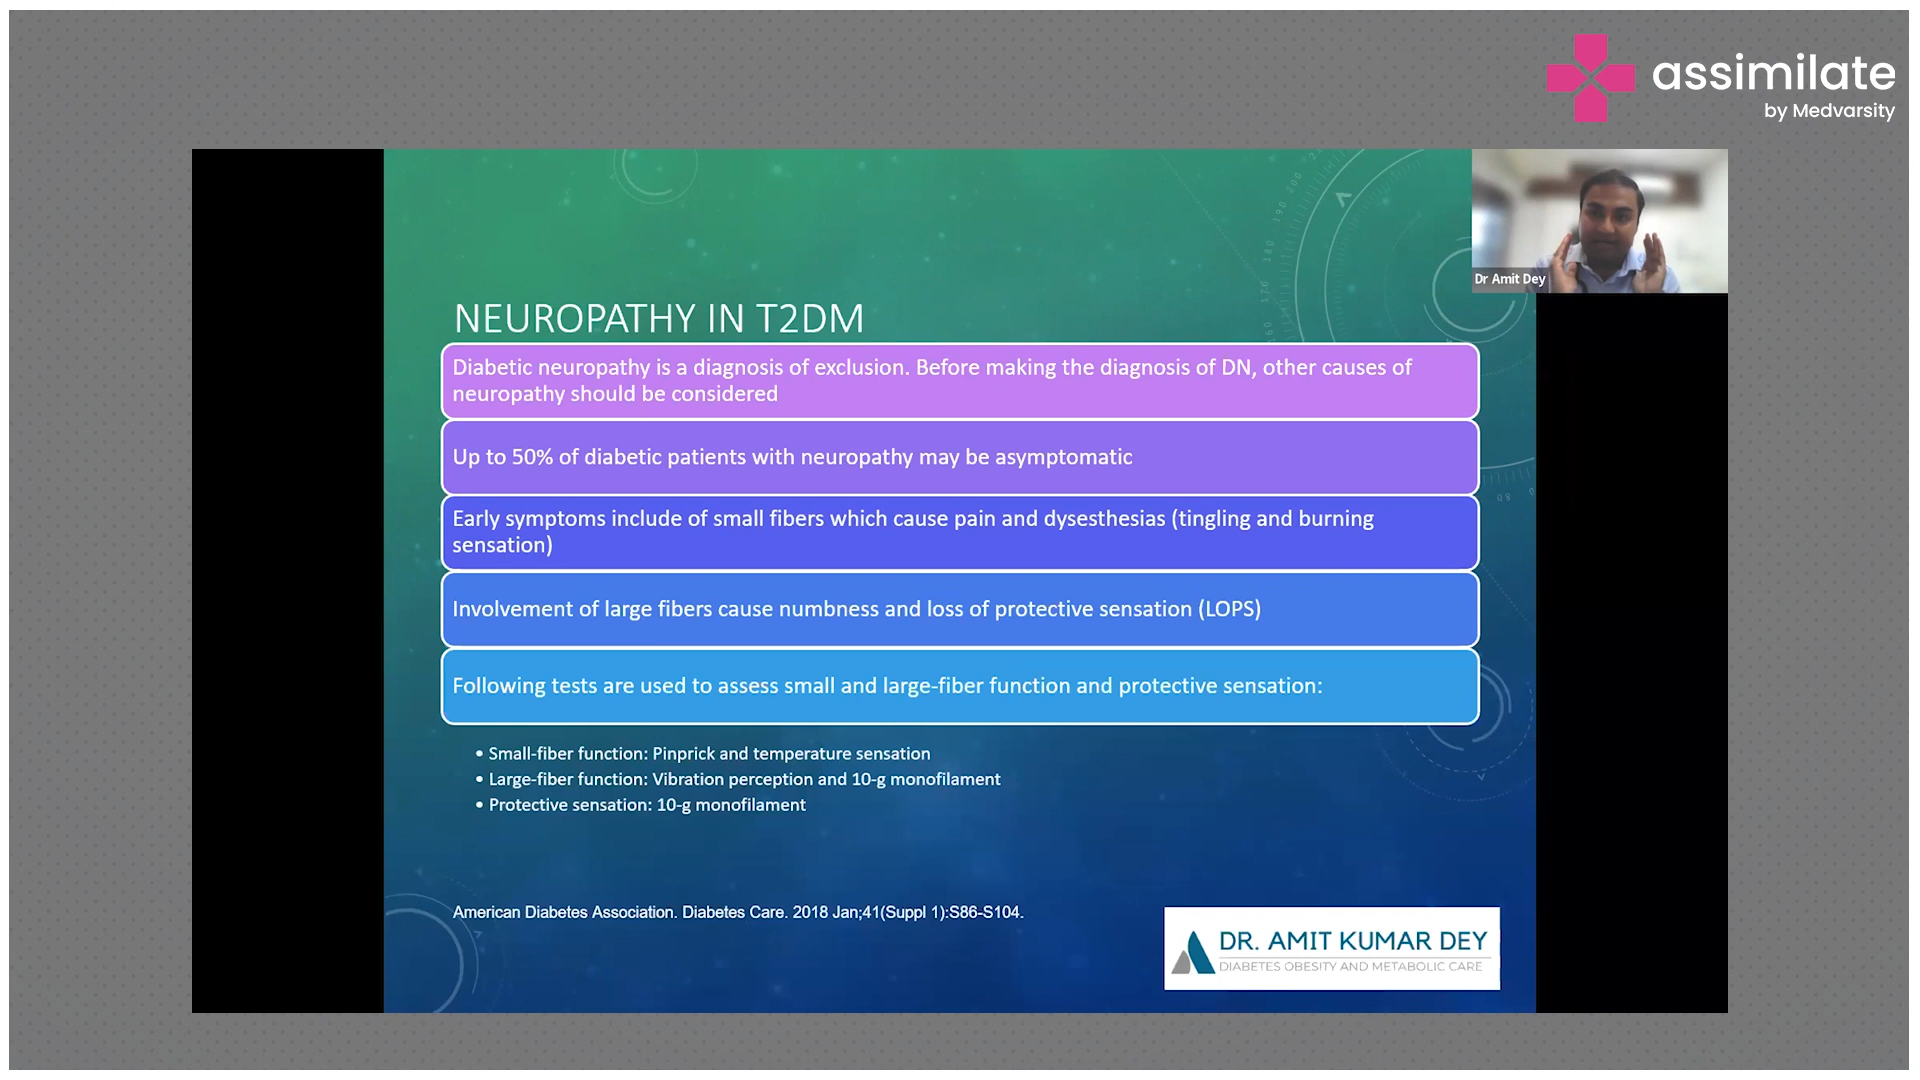 assimilate
by Medvarsity
Dr Amit Dey
NEUROPATHY IN T2DM
Diabetic neuropathy is a diagnosis of exclusion. Before making the diagnosis of DN, other causes of
neuropathy should be considered
Up to 50% of diabetic patients with neuropathy may be asymptomatic
Early symptoms include of small fibers which cause pain and dysesthesias (tingling and burning
sensation)
Involvement of large fibers cause numbness and loss of protective sensation (LOPS)
Following tests are used to assess small and large-fiber function and protective sensation:
• Small-fiber function: Pinprick and temperature sensation
• Large-fiber function: Vibration perception and 10-g monofilament
• Protective sensation: 10-g monofilament
American Diabetes Association. Diabetes Care. 2018 Jan;41(Suppl 1):S86-S104.
DR. AMIT KUMAR DEY
DIABETES OBESITY AND METABOLIC CARE